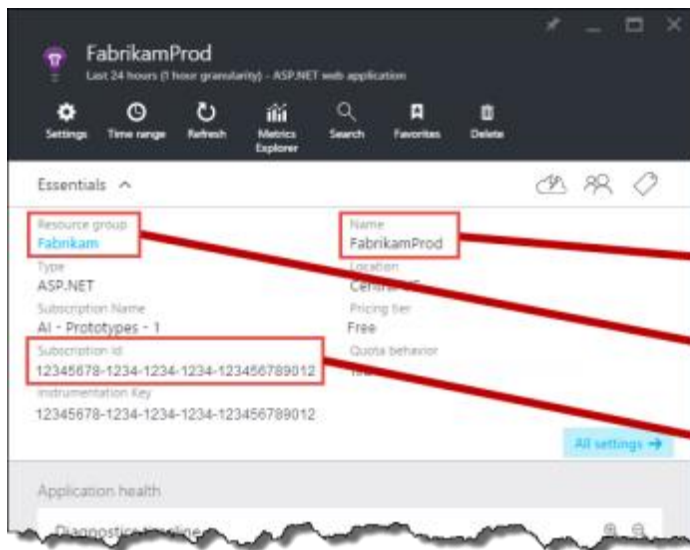 FabrikamProd
Last 24 hours (1 hour granularity) - ASP.NET web application
Settings Time range Refresh Metrics Explorer Search Favorites Delete
Essentials
Resource group
Fabrikam
Name
FabrikamProd
Type
ASP.NET
Location
Subscription Name
AI - Prototypes - 1
Pricing tier
Free
Subscription Id
12345678-1234-1234-1234-123456789012
Quota behavior
Instrumentation Key
12345678-1234-1234-1234-123456789012
All settings →
Application health
Diagnostics timeline